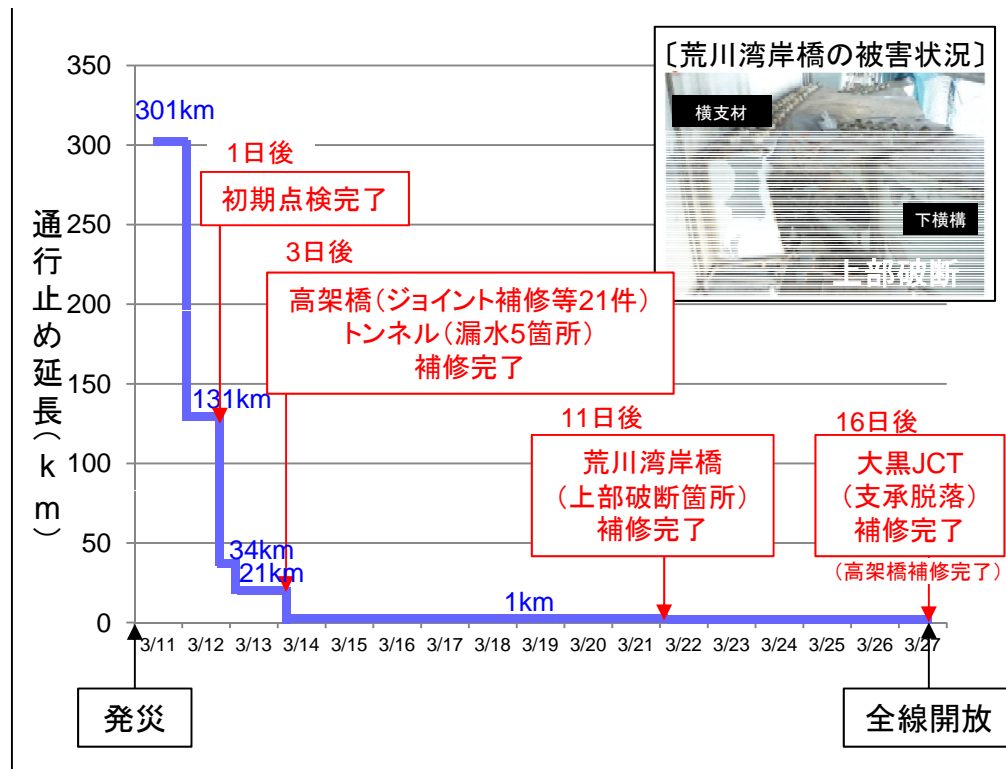 〔荒川湾岸橋の被害状況〕
横支材
下横構
上部破断
通行止め延長(km)
350
300
250
200
150
100
50
0
301km
131km
34km
21km
1km
1日後
初期点検完了
3日後
高架橋(ジョイント補修等21件)
トンネル(漏水5箇所)
補修完了
11日後
荒川湾岸橋
(上部破断箇所)
補修完了
16日後
大黒JCT
(支承脱落)
補修完了
(高架橋補修完了)
3/11 3/12 3/13 3/14 3/15 3/16 3/17 3/18 3/19 3/20 3/21 3/22 3/23 3/24 3/25 3/26 3/27
発災
全線開放